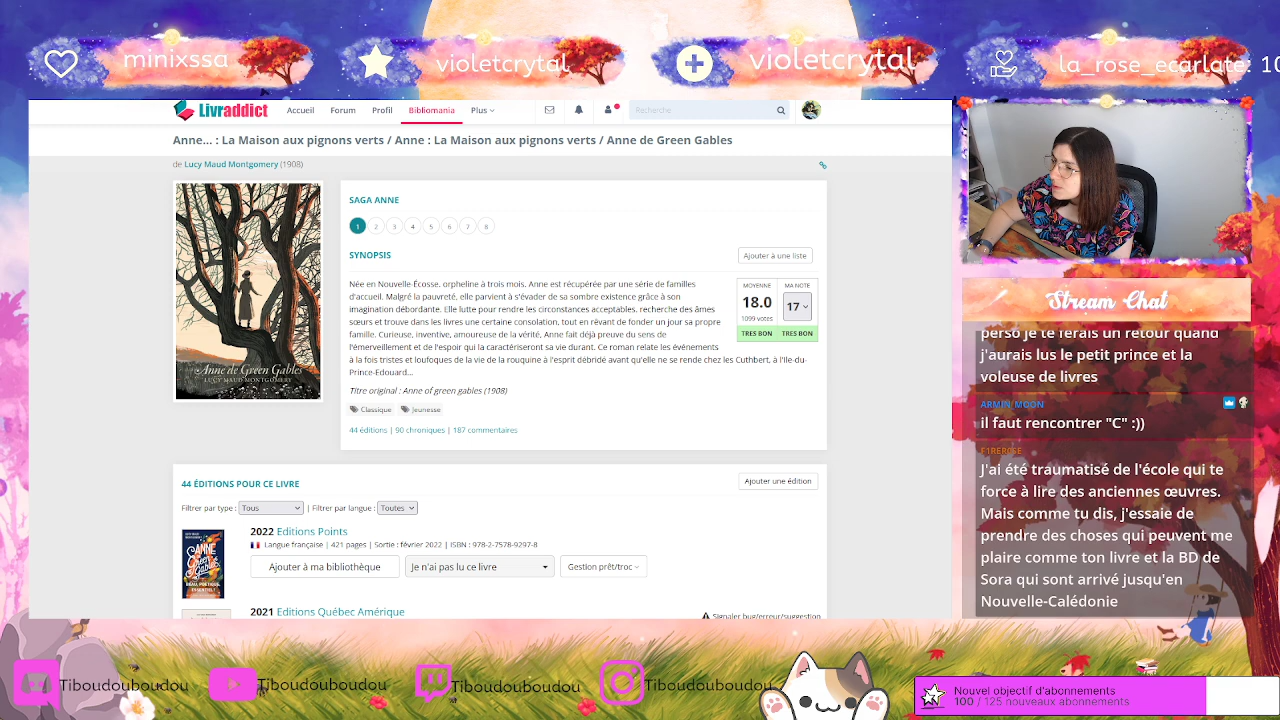 minixssa
violetcrytal
violetcrytal
la_rose_ecarlate: 10
Livraddict
Accueil
Forum
Profil
Bibliomania
Plus
Recherche
Anne... : La Maison aux pignons verts / Anne : La Maison aux pignons verts / Anne de Green Gables
de Lucy Maud Montgomery (1908)
Anne de Green Gables
LUCY MAUD MONTGOMERY
SAGA ANNE
1 2 3 4 5 6 7 8
SYNOPSIS
Ajouter à une liste
Née en Nouvelle-Écosse, orpheline à trois mois, Anne est récupérée par une série de familles
d'accueil. Malgré la pauvreté, elle parvient à s'évader de sa sombre existence grâce à son
imagination débordante. Elle lutte pour rendre les circonstances acceptables, recherche des âmes
sœurs et trouve dans les livres une certaine consolation, tout en rêvant de fonder un jour sa propre
famille. Curieuse, inventive, amoureuse de la vérité, Anne fait déjà preuve du sens de
l'émerveillement et de l'espoir qui la caractériseront sa vie durant. Ce roman relate les événements
à la fois tristes et loufoques de la vie de la rouquine à l'esprit débridé avant qu'elle ne se rende chez les Cuthbert, à l'Ile-du-
Prince-Edouard...
MOYENNE
MA NOTE
18.0
17
1099 votes
TRES BON
TRES BON
Titre original : Anne of green gables (1908)
Classique
Jeunesse
44 éditions | 90 chroniques | 187 commentaires
44 ÉDITIONS POUR CE LIVRE
Ajouter une édition
Filtrer par type : Tous | Filtrer par langue : Toutes
2022 Editions Points
Langue française | 421 pages | Sortie : février 2022 | ISBN : 978-2-7578-9297-8
Ajouter à ma bibliothèque
Je n'ai pas lu ce livre
Gestion prêt/troc
2021 Editions Québec Amérique
Signaler bug/erreur/suggestion
Stream Chat
perso je te ferais un retour quand
j'aurais lus le petit prince et la
voleuse de livres
ARMIN_MOON
il faut rencontrer "C" :))
J'ai été traumatisé de l'école qui te
force à lire des anciennes œuvres.
Mais comme tu dis, j'essaie de
prendre des choses qui peuvent me
plaire comme ton livre et la BD de
Sora qui sont arrivé jusqu'en
Nouvelle-Calédonie
Tiboudouboudou
Tiboudouboudou
Tiboudouboudou
Tiboudouboudou
Nouvel objectif d'abonnements
100 / 125 nouveaux abonnements